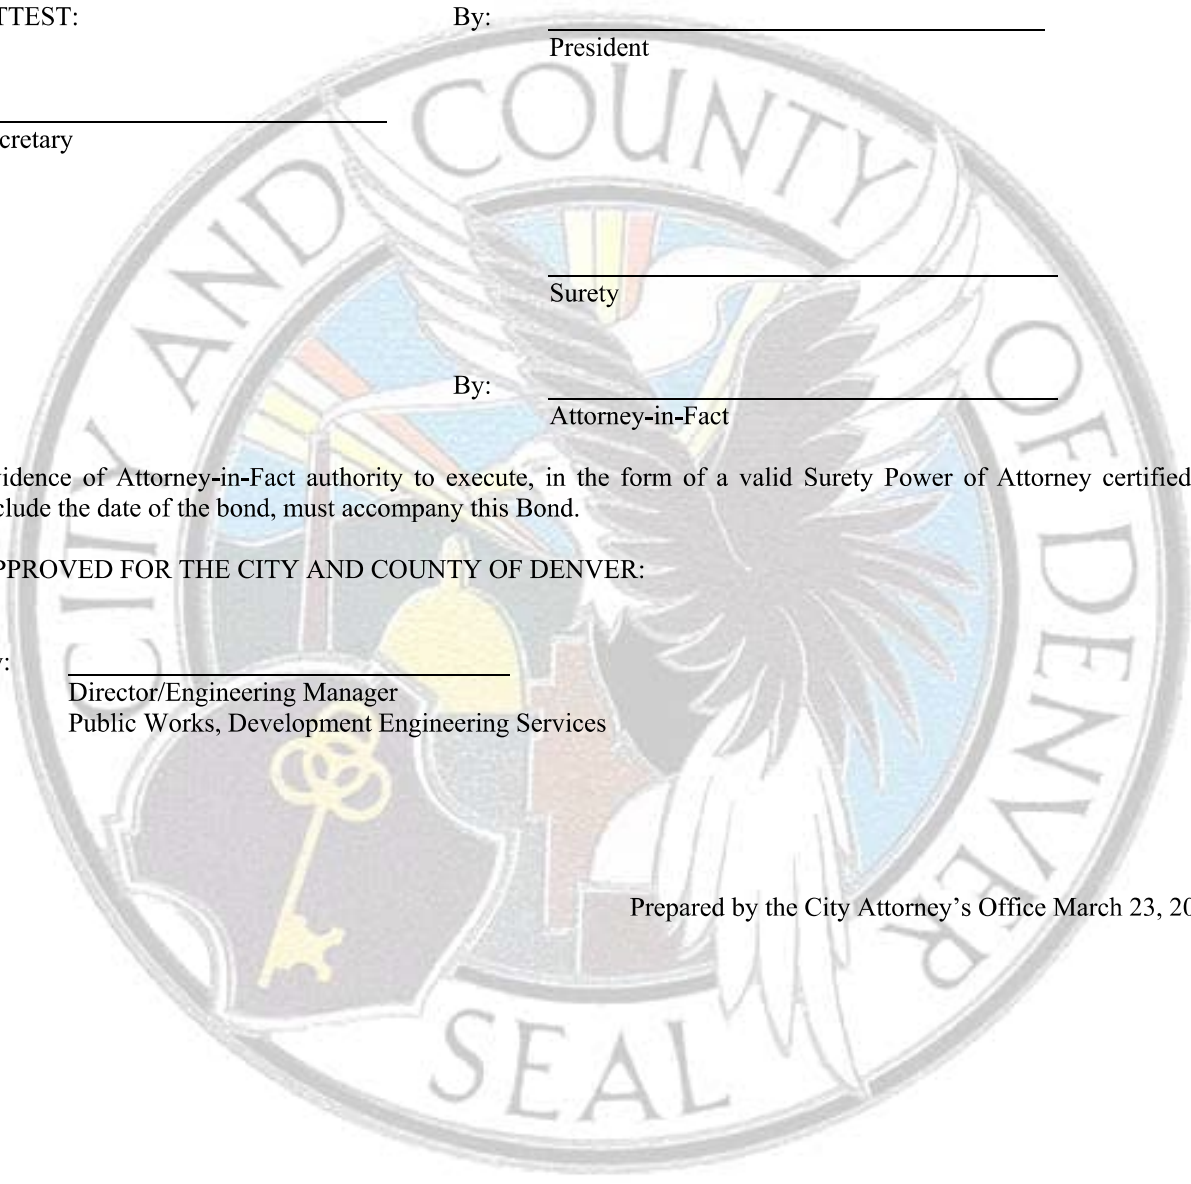 TTEST:
By:
President
cretary
Surety
By:
Attorney-in-Fact
vidence of Attorney-in-Fact authority to execute, in the form of a valid Surety Power of Attorney certified
clude the date of the bond, must accompany this Bond.
PPROVED FOR THE CITY AND COUNTY OF DENVER:
y:
Director/Engineering Manager
Public Works, Development Engineering Services
Prepared by the City Attorney's Office March 23, 20
CITY AND COUNTY OF DENVER
SEAL